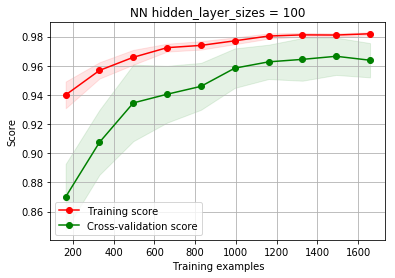 NN hidden_layer_sizes = 100
0.98
0.96
0.94
0.92
0.90
0.88
0.86
Score
Training score
Cross-validation score
200 400 600 800 1000 1200 1400 1600
Training examples